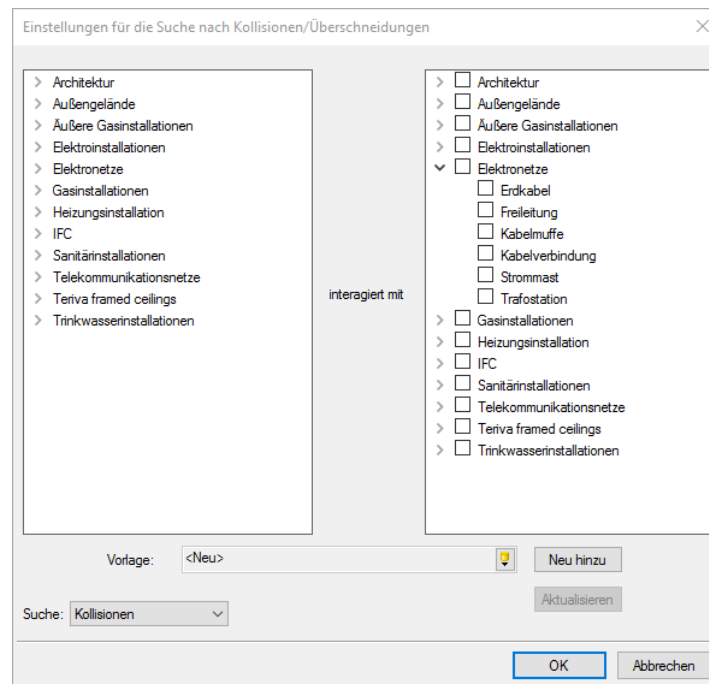 Einstellungen für die Suche nach Kollisionen/Überschneidungen
Architektur
Außengelände
Äußere Gasinstallationen
Elektroinstallationen
Elektronetze
Gasinstallationen
Heizungsinstallation
IFC
Sanitärinstallationen
Telekommunikationsnetze
Teriva framed ceilings
Trinkwasserinstallationen
interagiert mit
Architektur
Außengelände
Äußere Gasinstallationen
Elektroinstallationen
Elektronetze
Erdkabel
Freileitung
Kabelmuffe
Kabelverbindung
Strommast
Trafostation
Gasinstallationen
Heizungsinstallation
IFC
Sanitärinstallationen
Telekommunikationsnetze
Teriva framed ceilings
Trinkwasserinstallationen
Vorlage: <Neu> Neu hinzu
Aktualisieren
Suche: Kollisionen
OK Abbrechen